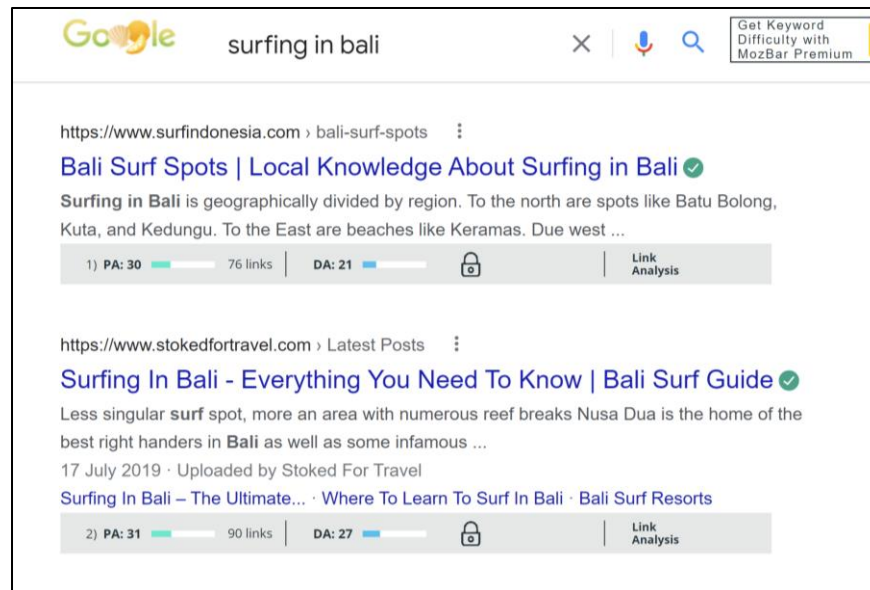 Google
surfing in bali
Get Keyword
Difficulty with
MozBar Premium
https://www.surfindonesia.com › bali-surf-spots
Bali Surf Spots | Local Knowledge About Surfing in Bali
Surfing in Bali is geographically divided by region. To the north are spots like Batu Bolong,
Kuta, and Kedungu. To the East are beaches like Keramas. Due west ...
1) PA: 30 76 links DA: 21 Link
Analysis
https://www.stokedfortravel.com › Latest Posts
Surfing In Bali - Everything You Need To Know | Bali Surf Guide
Less singular surf spot, more an area with numerous reef breaks Nusa Dua is the home of the
best right handers in Bali as well as some infamous ...
17 July 2019 · Uploaded by Stoked For Travel
Surfing In Bali – The Ultimate... · Where To Learn To Surf In Bali · Bali Surf Resorts
2) PA: 31 90 links DA: 27 Link
Analysis